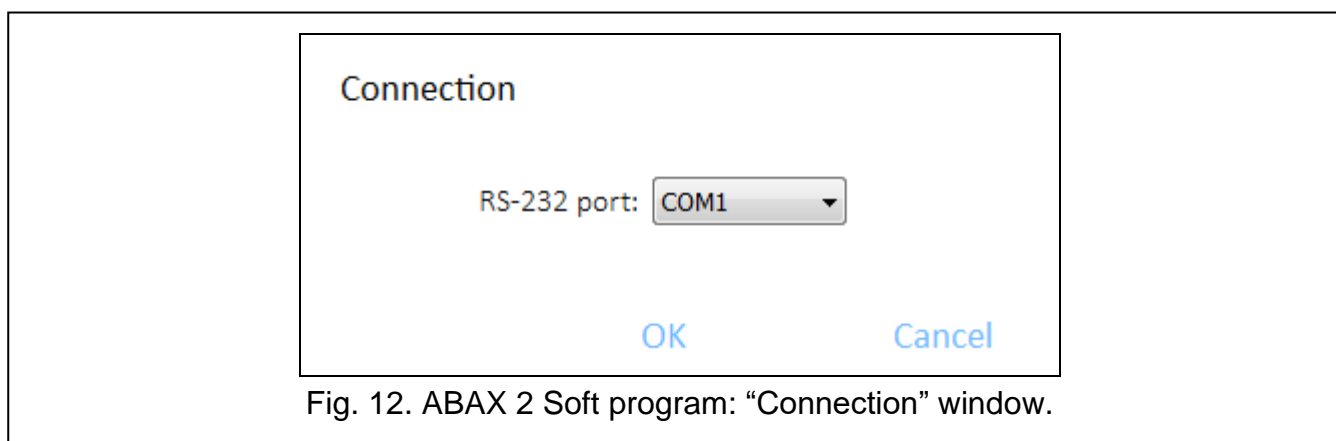 Connection
RS-232 port: COM1
OK Cancel
Fig. 12. ABAX 2 Soft program: “Connection” window.